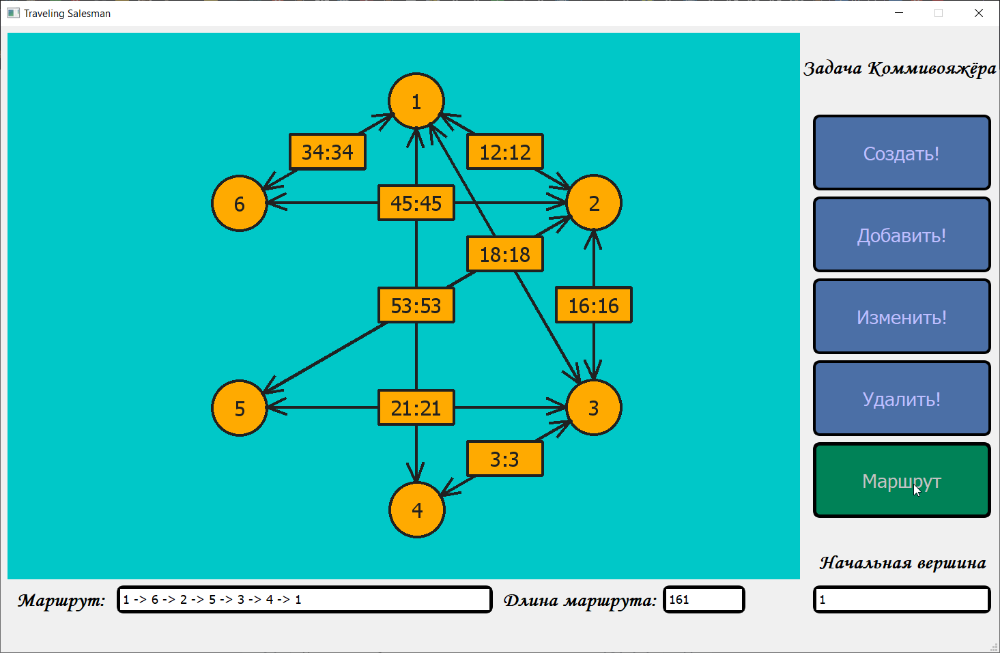 Traveling Salesman
Задача Коммивояжёра
1
34:34
12:12
6
45:45
2
18:18
53:53
16:16
5
21:21
3
3:3
4
Создать!
Добавить!
Изменить!
Удалить!
Маршрут
Начальная вершина
Маршрут: 1 -> 6 -> 2 -> 5 -> 3 -> 4 -> 1 Длина маршрута: 161 1